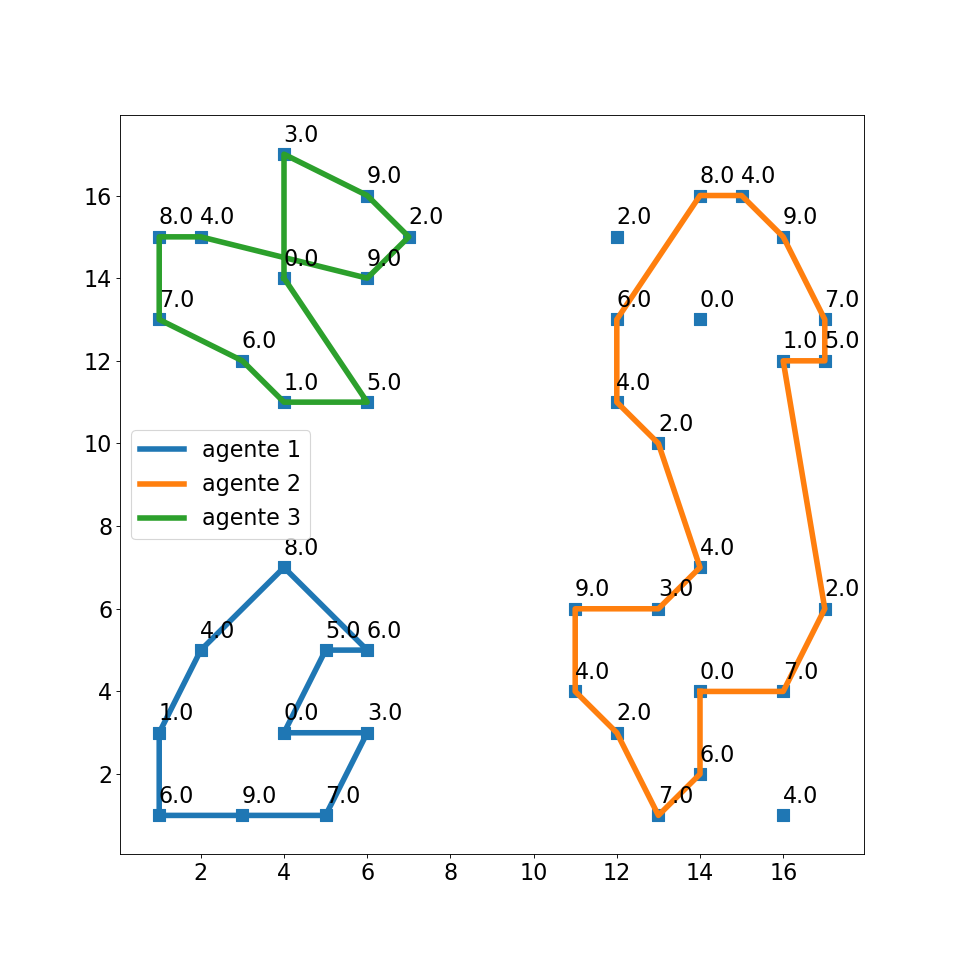 3.0
9.0
16 8.0 4.0
8.0 4.0 2.0 2.0 9.0
14 0.0 9.0
7.0 6.0 0.0 7.0
12 6.0 1.0 5.0
1.0 5.0 4.0
10 2.0
agente 1
agente 2
8 agente 3
8.0 4.0
6 9.0 3.0 2.0
4.0 5.0 6.0
4 4.0 0.0 7.0
1.0 0.0 3.0 2.0
2 6.0
6.0 9.0 7.0 7.0 4.0
2 4 6 8 10 12 14 16